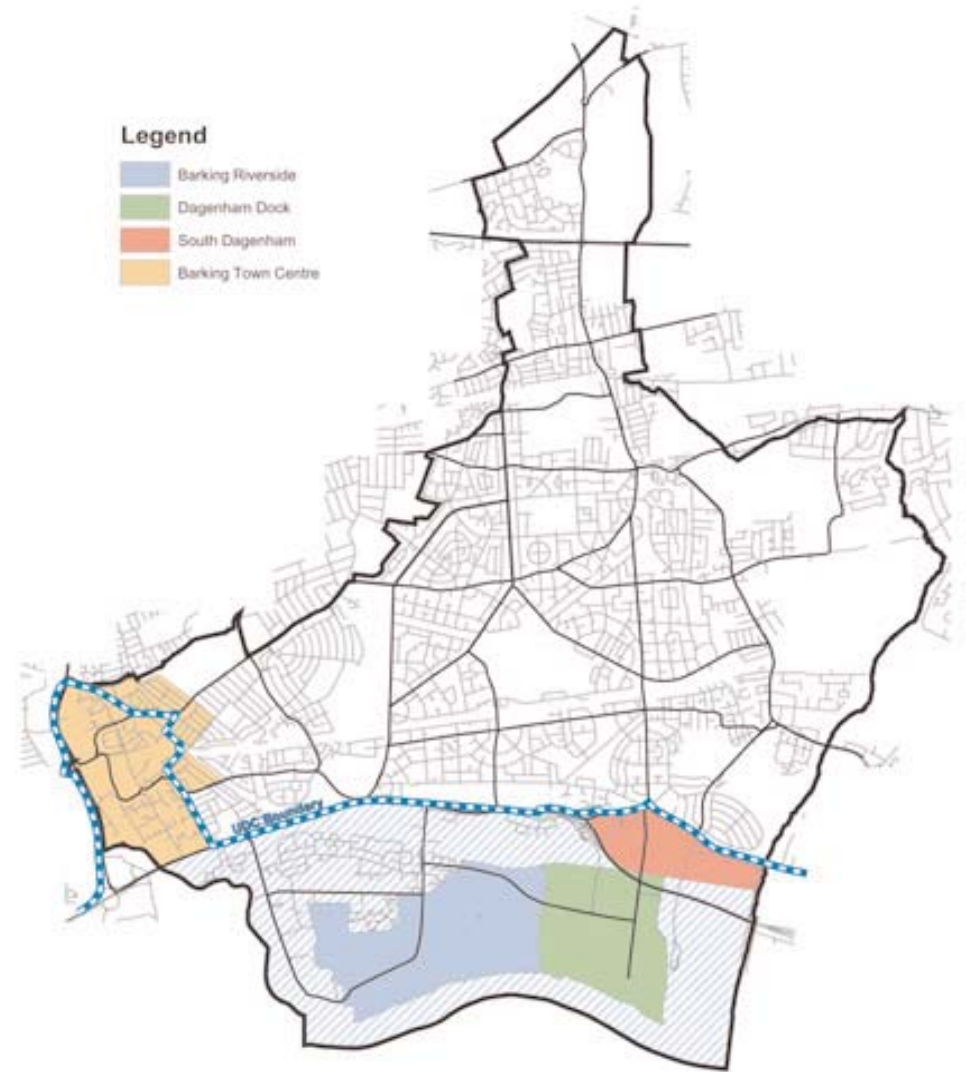 Legend
Barking Riverside
Dagenham Dock
South Dagenham
Barking Town Centre
UDC Boundary